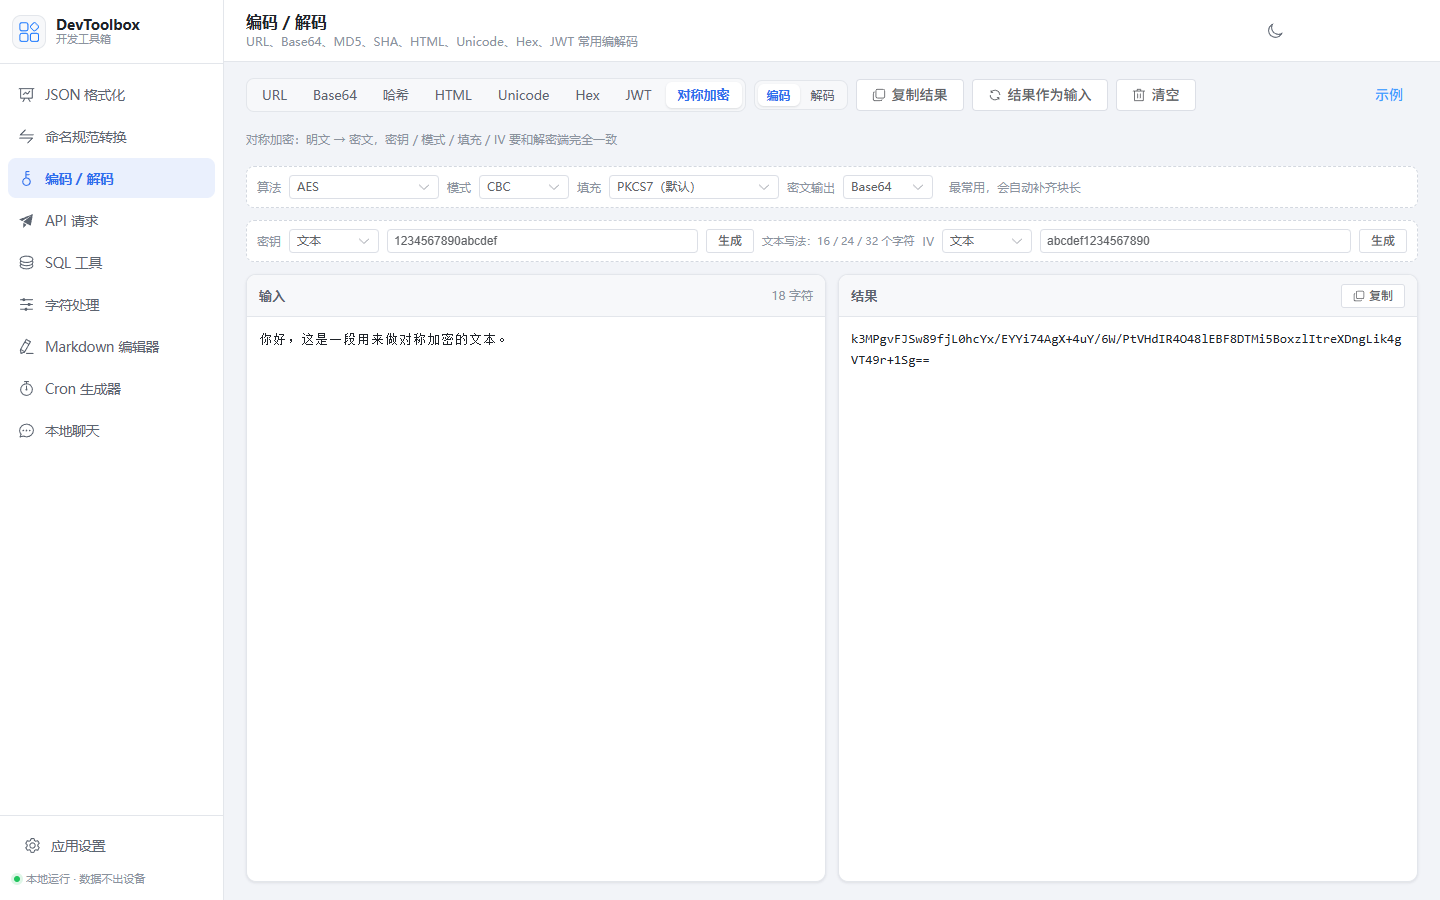 DevToolbox
开发工具箱
JSON 格式化
命名规范转换
编码 / 解码
API 请求
SQL 工具
字符处理
Markdown 编辑器
Cron 生成器
本地聊天
应用设置
本地运行 · 数据不出设备
编码 / 解码
URL、Base64、MD5、SHA、HTML、Unicode、Hex、JWT 常用编解码
URL Base64 哈希 HTML Unicode Hex JWT 对称加密 编码 解码 复制结果 结果作为输入 清空 示例
对称加密：明文 → 密文，密钥 / 模式 / 填充 / IV 要和解密端完全一致
算法 AES 模式 CBC 填充 PKCS7（默认） 密文输出 Base64 最常用，会自动补齐块长
密钥 文本 1234567890abcdef 生成 文本写法：16 / 24 / 32 个字符 IV 文本 abcdef1234567890 生成
输入 18 字符
你好，这是一段用来做对称加密的文本。
结果 复制
k3MPgvFJSw89fjL0hcYx/EYYi74AgX+4uY/6W/PtVHdIR4O48lEBF8DTMi5BoxzlItreXDngLik4g
VT49r+1Sg==